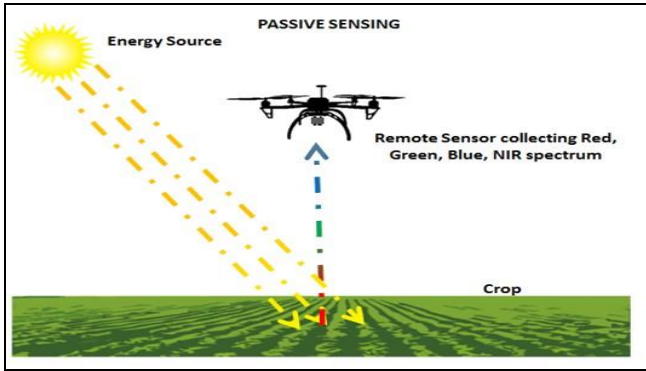 PASSIVE SENSING
Energy Source
Remote Sensor collecting Red,
Green, Blue, NIR spectrum
Crop